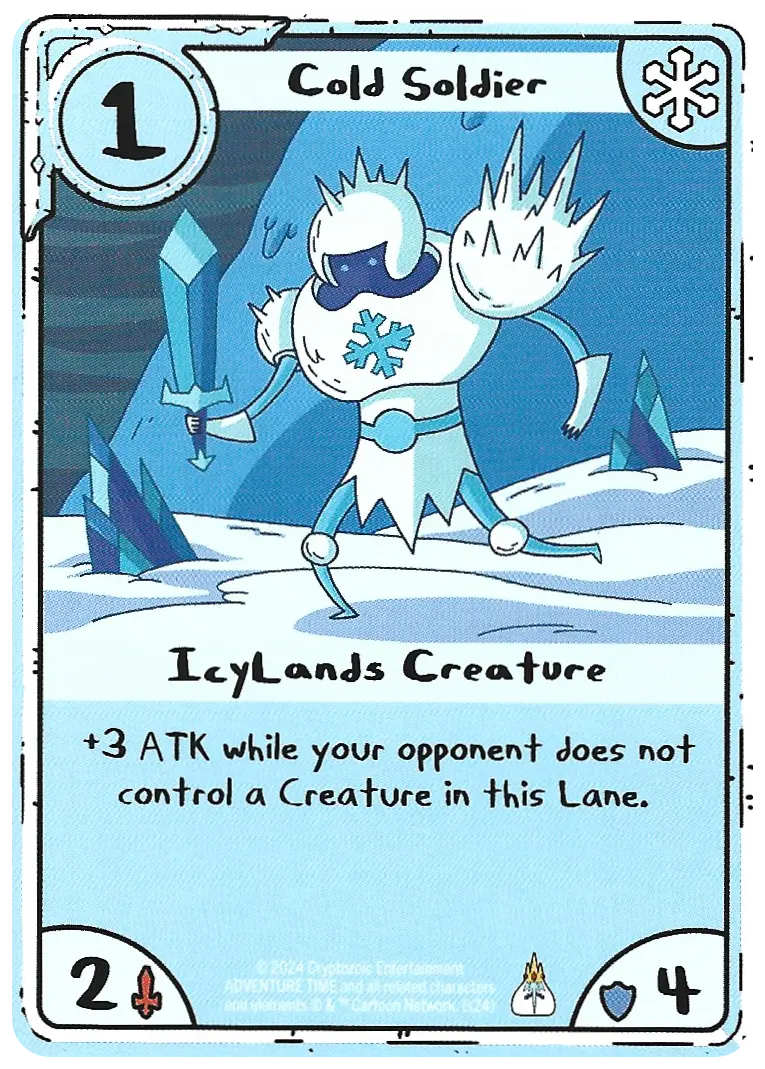 1
Cold Soldier
IcyLands Creature
+3 ATK while your opponent does not
control a Creature in this Lane.
2
© 2024 Cryptozoic Entertainment
ADVENTURE TIME and all related characters
and elements © & ™ Cartoon Network. (s24)
4